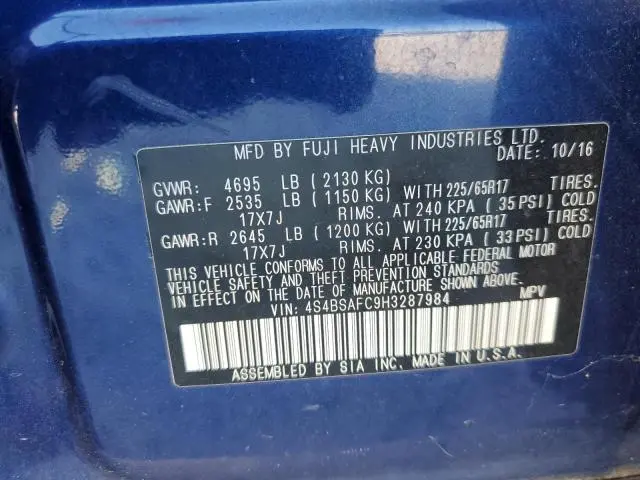 MFD BY FUJI HEAVY INDUSTRIES LTD.
DATE: 10/16
GVWR: 4695 LB ( 2130 KG)
GAWR:F 2535 LB ( 1150 KG) WITH 225/65R17 TIRES.
17X7J RIMS. AT 240 KPA ( 35 PSI) COLD
GAWR:R 2645 LB ( 1200 KG) WITH 225/65R17 TIRES.
17X7J RIMS. AT 230 KPA ( 33 PSI) COLD
THIS VEHICLE CONFORMS TO ALL APPLICABLE FEDERAL MOTOR
VEHICLE SAFETY AND THEFT PREVENTION STANDARDS IN EFFECT
ON THE DATE OF MANUFACTURE SHOWN ABOVE.
VIN: 4S4BSAFC9H3287984 MPV
ASSEMBLED BY SIA INC. MADE IN U.S.A.